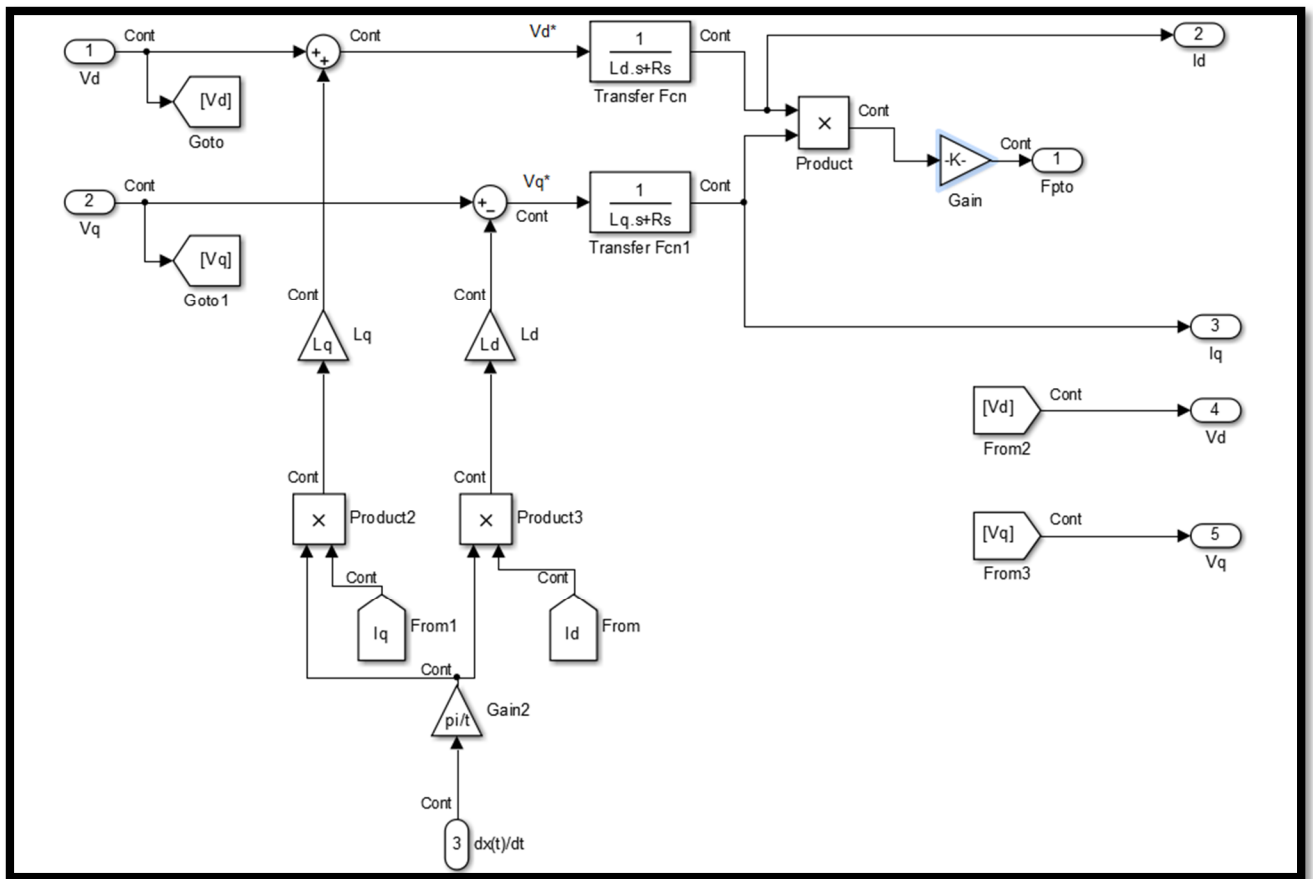 Cont
1
Vd
[Vd]
Goto
+
+
Cont
Vd*
1
Ld.s+Rs
Transfer Fcn
Cont
2
Id
×
Product
Cont
-K-
Gain
Cont
1
Fpto
Cont
2
Vq
[Vq]
Goto1
+
−
Vq*
Cont
1
Lq.s+Rs
Transfer Fcn1
Cont
3
Iq
Cont
Lq
Lq
Cont
Ld
Ld
[Vd]
From2
Cont
4
Vd
Cont
×
Product2
Cont
×
Product3
[Vq]
From3
Cont
5
Vq
Cont
Iq
From1
Cont
Id
From
Cont
pi/t
Gain2
Cont
3
dx(t)/dt